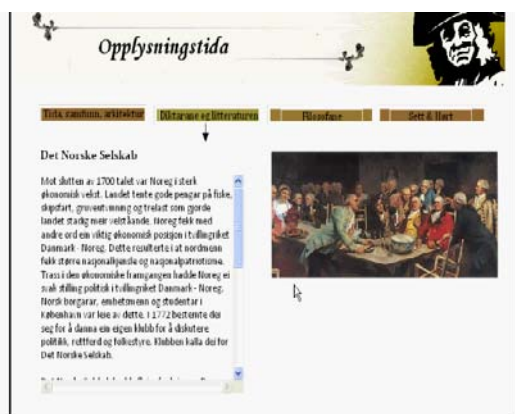 Opplysningstida
Tida, samfunn, arkitektur
Diktarane og litteraturen
Filosofane
Sett & Hørt
Det Norske Selskab
Mot slutten av 1700 talet var Noreg i sterk
økonomisk vekst. Landet tente gode pengar på fiske,
skipsfart, gruveutvinning og trelast som gjorde
landet stadig meir velståande. Noreg fekk med
andre ord ein viktig økonomisk posisjon i tvillingriket
Danmark - Noreg. Dette resulterte i at nordmenn
fekk større nasjonalkjensle og nasjonalpatriotisme.
Trass i den økonomiske framgangen hadde Noreg ei
svak stilling politisk i tvillingriket Danmark - Noreg.
Norsk borgarar, embetsmenn og studentar i
København var leie av dette. I 1772 bestemte dei
seg for å danna ein eigen klubb for å diskutere
politikk, rettferd og folkestyre. Klubben kalla dei for
Det Norske Selskab.